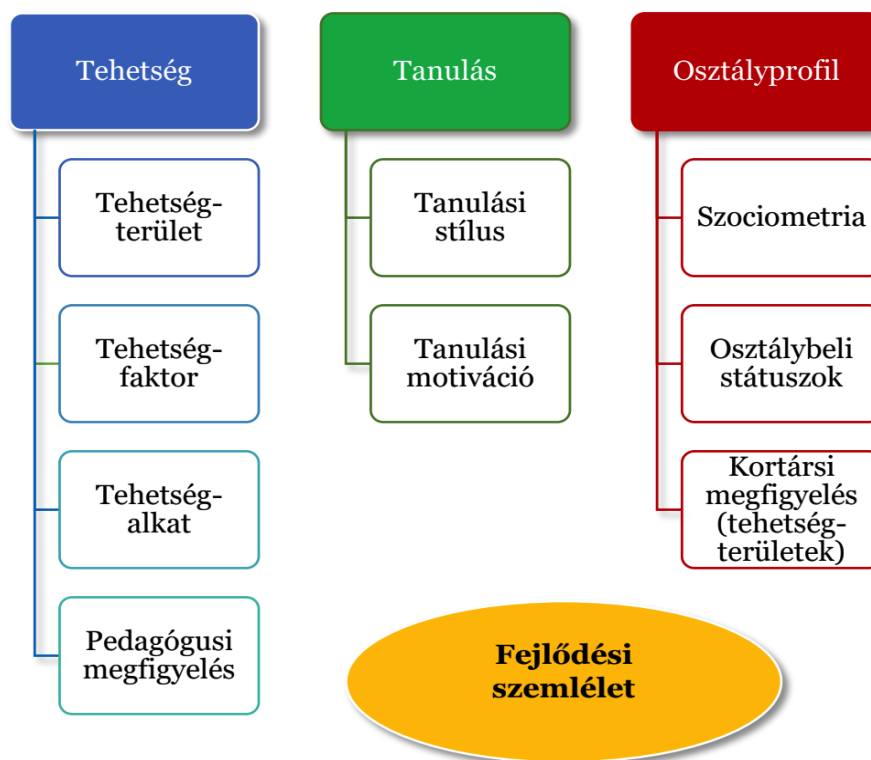 Tehetség
Tehetség-
terület
Tehetség-
faktor
Tehetség-
alkat
Pedagógusi
megfigyelés
Tanulás
Tanulási
stílus
Tanulási
motiváció
Osztályprofil
Szociometria
Osztálybeli
státuszok
Kortársi
megfigyelés
(tehetség-
területek)
Fejlődési
szemlélet